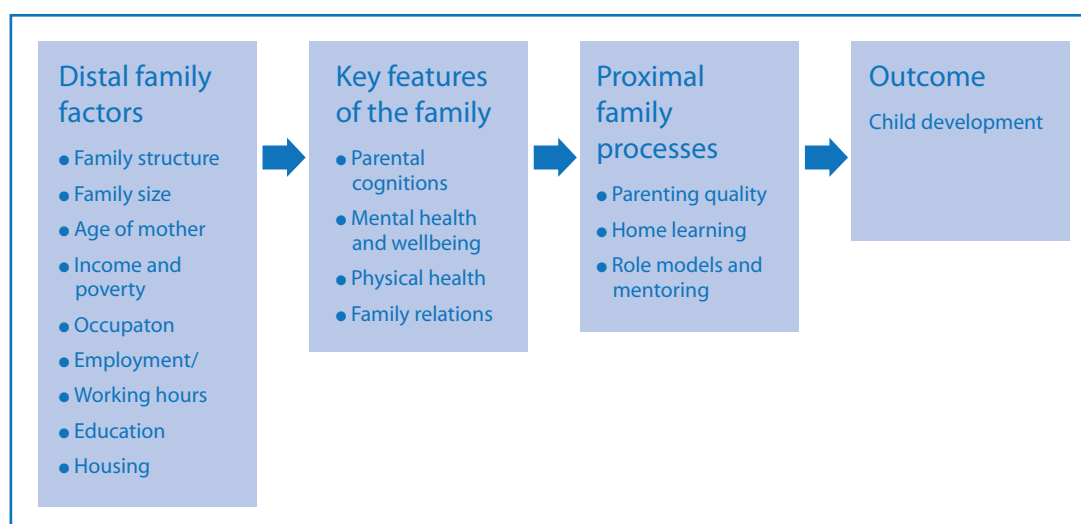 Distal family
factors
● Family structure
● Family size
● Age of mother
● Income and
poverty
● Occupaton
● Employment/
● Working hours
● Education
● Housing
Key features
of the family
● Parental
cognitions
● Mental health
and wellbeing
● Physical health
● Family relations
Proximal
family
processes
● Parenting quality
● Home learning
● Role models and
mentoring
Outcome
Child development